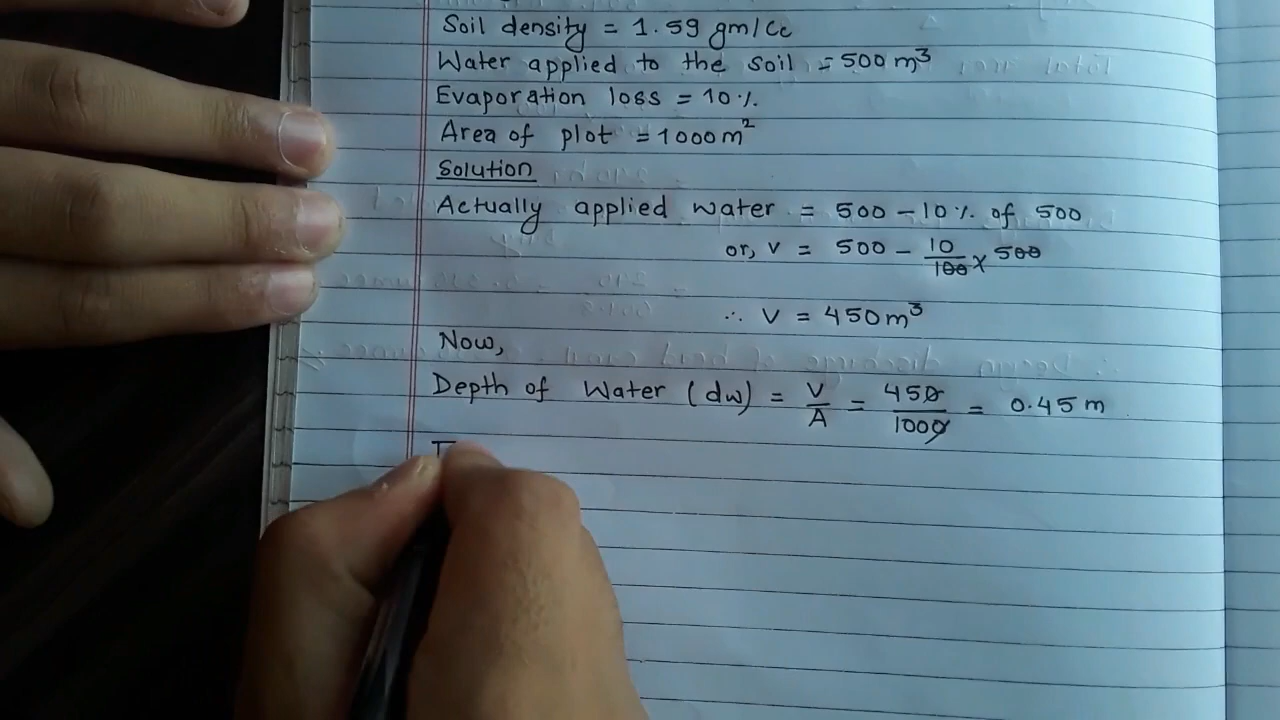 Soil density = 1.59 gm/cc
Water applied to the soil = 500 m³
Evaporation loss = 10%.
Area of plot = 1000 m²
Solution
Actually applied water = 500 - 10% of 500
or, V = 500 - 10/100 × 500
∴ V = 450 m³
Now,
Depth of Water (dw) = V/A = 450/1000 = 0.45 m